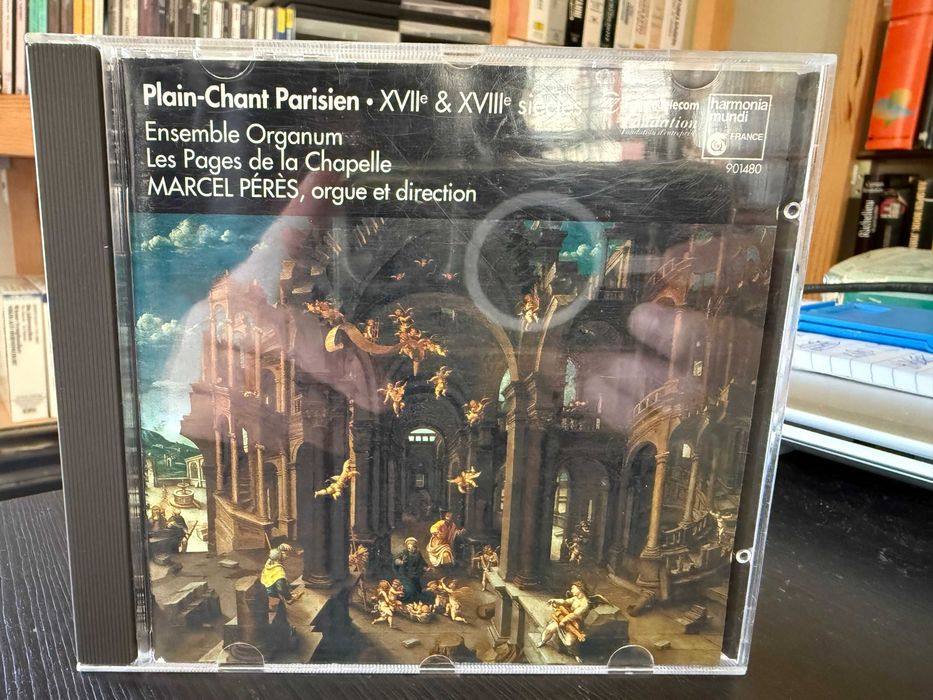 Plain-Chant Parisien • XVIIe & XVIIIe siècles
Ensemble Organum
Les Pages de la Chapelle
MARCEL PÉRÈS, orgue et direction
Fondation
harmonia
mundi
FRANCE
901480